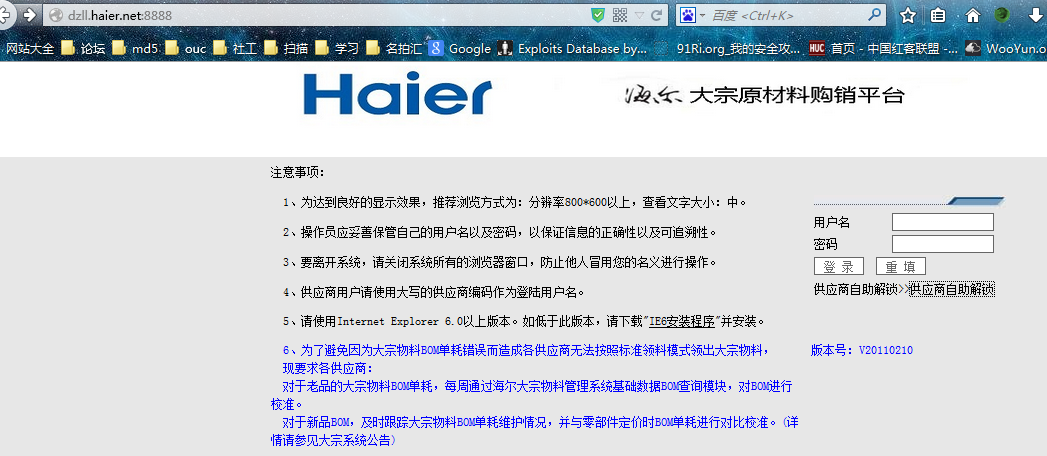 dzll.haier.net:8888
百度 <Ctrl+K>
网站大全 论坛 md5 ouc 社工 扫描 学习 名拍汇 Google Exploits Database by... 91Ri.org_我的安全攻... HUC 首页 - 中国红客联盟 -... WooYun.o
Haier
海尔 大宗原材料购销平台
注意事项：
1、为达到良好的显示效果，推荐浏览方式为：分辨率800*600以上，查看文字大小：中。
2、操作员应妥善保管自己的用户名以及密码，以保证信息的正确性以及可追溯性。
3、要离开系统，请关闭系统所有的浏览器窗口，防止他人冒用您的名义进行操作。
4、供应商用户请使用大写的供应商编码作为登陆用户名。
5、请使用Internet Explorer 6.0以上版本。如低于此版本，请下载"IE6安装程序"并安装。
6、为了避免因为大宗物料BOM单耗错误而造成各供应商无法按照标准领料模式领出大宗物料，
现要求各供应商：
对于老品的大宗物料BOM单耗，每周通过海尔大宗物料管理系统基础数据BOM查询模块，对BOM进行
校准。
对于新品BOM，及时跟踪大宗物料BOM单耗维护情况，并与零部件定价时BOM单耗进行对比校准。(详
情请参见大宗系统公告)
用户名
密码
登 录 重 填
供应商自助解锁>>供应商自助解锁
版本号：V20110210